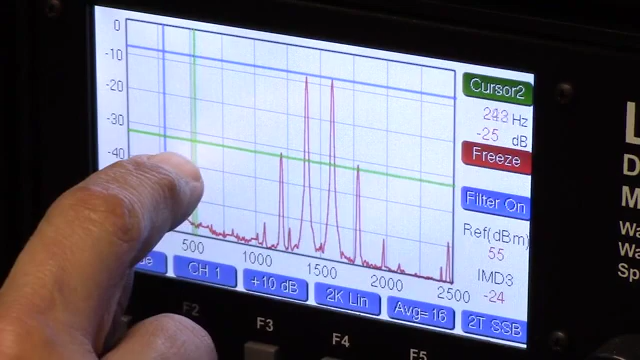 0
-10
-20
-30
-40
500 1000 1500 2000 2500
Cursor2
243 Hz
-25 dB
Freeze
Filter On
Ref(dBm)
55
IMD3
-24
CH 1 +10 dB 2K Lin Avg=16 2T SSB
F2 F3 F4 F5